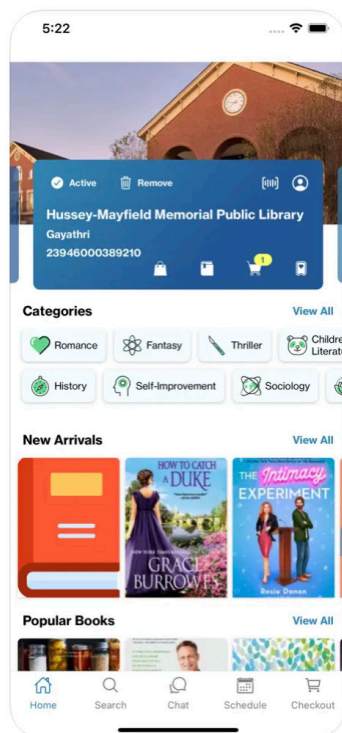 5:22
Active Remove
Hussey-Mayfield Memorial Public Library
Gayathri
23946000389210
1
Categories View All
Romance Fantasy Thriller Childre
Literat
History Self-Improvement Sociology
New Arrivals View All
HOW TO CATCH
A DUKE
GRACE
BURROWES
THE Intimacy
EXPERIMENT
Rosie Danan
Popular Books View All
Home Search Chat Schedule Checkout